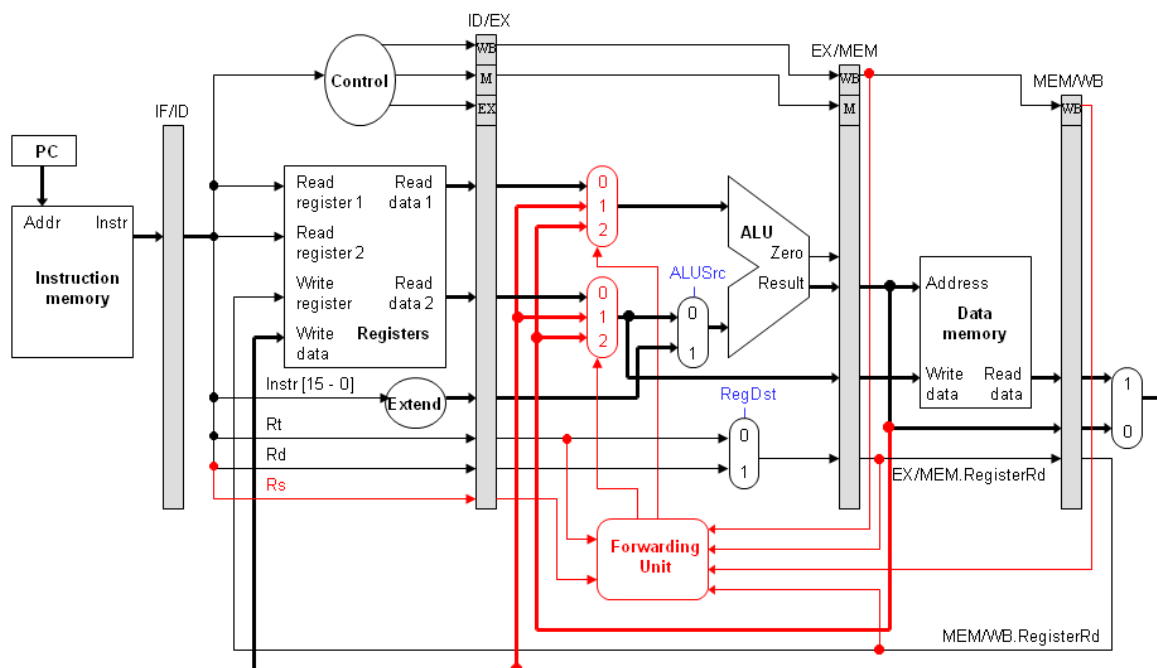 ID/EX
EX/MEM
MEM/WB
IF/ID
WB
M
EX
WB
M
WB
Control
PC
Addr Instr
Instruction
memory
Read
register 1
Read
data 1
Read
register 2
Write
register
Read
data 2
Write
data
Registers
0
1
2
0
1
2
ALUSrc
0
1
ALU
Zero
Result
Address
Data
memory
Write
data
Read
data
1
0
Instr [15 - 0]
Extend
RegDst
0
1
Rt
Rd
Rs
EX/MEM.RegisterRd
Forwarding
Unit
MEM/WB.RegisterRd